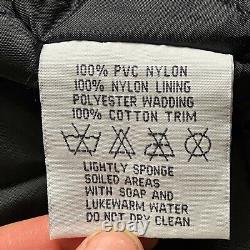 100% PVC NYLON
100% NYLON LINING
POLYESTER WADDING
100% COTTON TRIM
LIGHTLY SPONGE
SOILED AREAS
WITH SOAP AND
LUKEWARM WATER
DO NOT DRY CLEAN